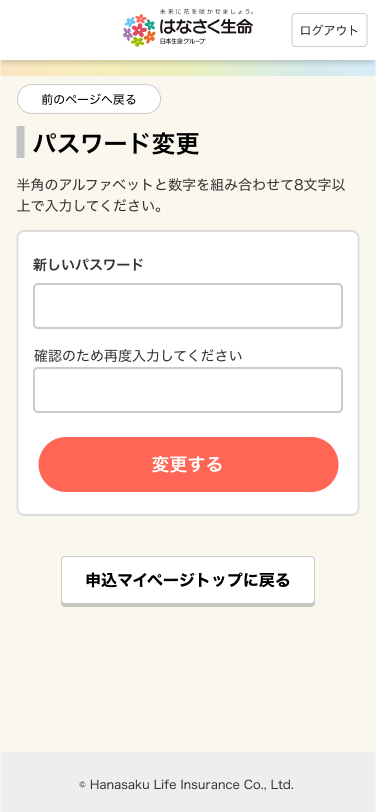 未来に花を咲かせましょう。
はなさく生命
日本生命グループ
ログアウト
前のページへ戻る
パスワード変更
半角のアルファベットと数字を組み合わせて8文字以
上で入力してください。
新しいパスワード
確認のため再度入力してください
変更する
申込マイページトップに戻る
© Hanasaku Life Insurance Co., Ltd.